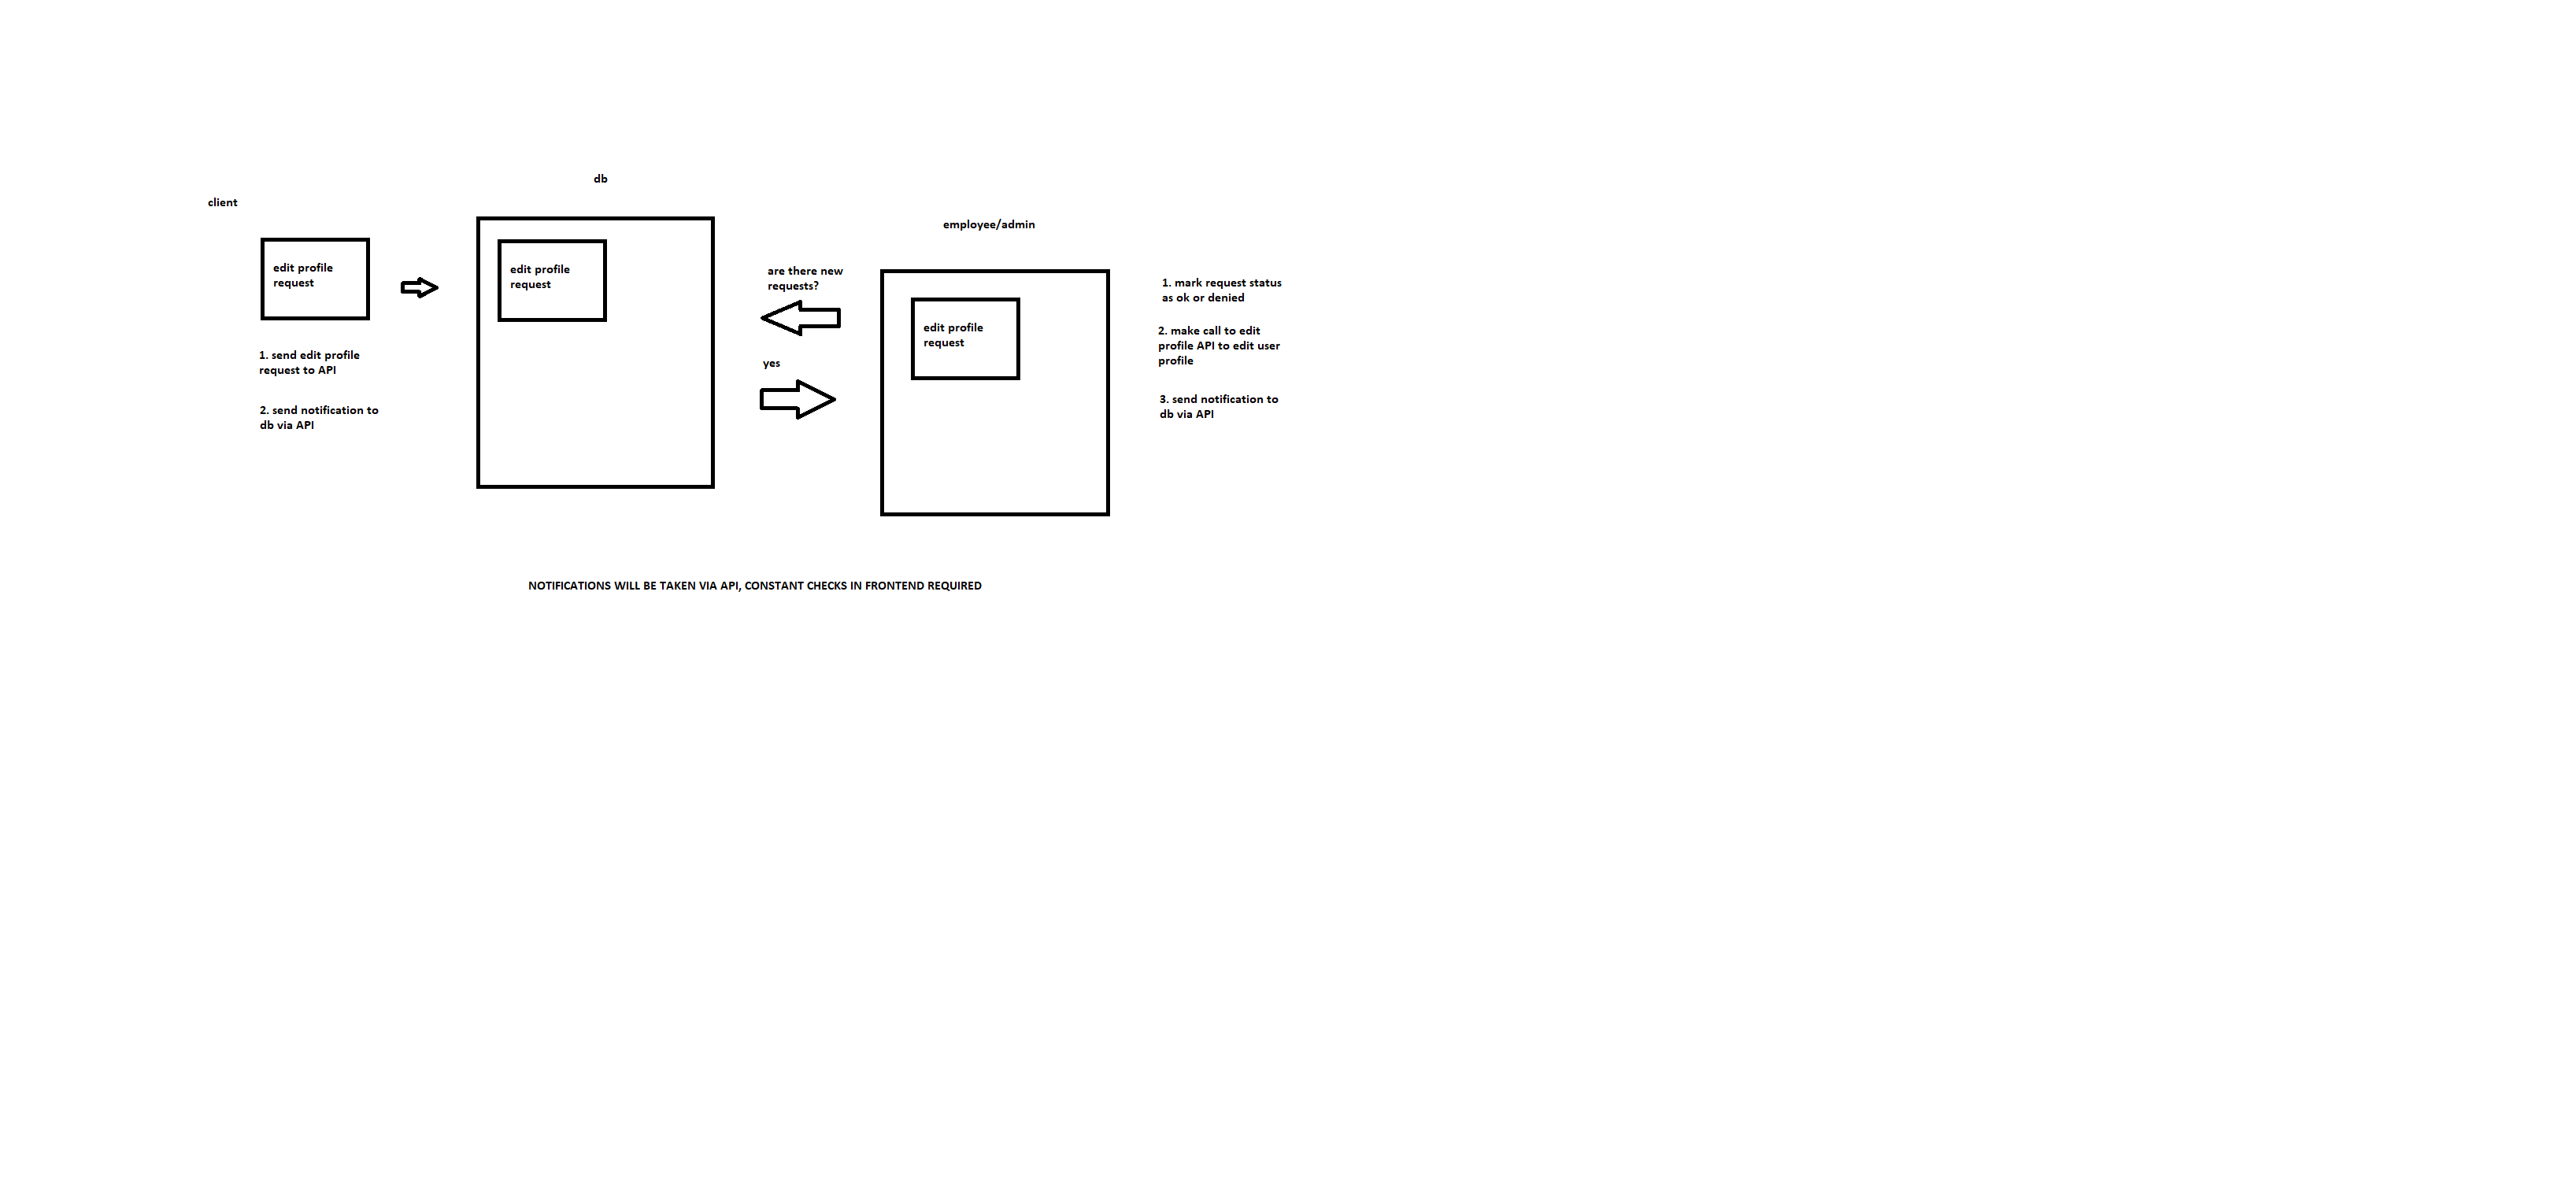 db
client
employee/admin
edit profile
request
edit profile
request
are there new
requests?
edit profile
request
yes
1. send edit profile
request to API
2. send notification to
db via API
1. mark request status
as ok or denied
2. make call to edit
profile API to edit user
profile
3. send notification to
db via API
NOTIFICATIONS WILL BE TAKEN VIA API, CONSTANT CHECKS IN FRONTEND REQUIRED